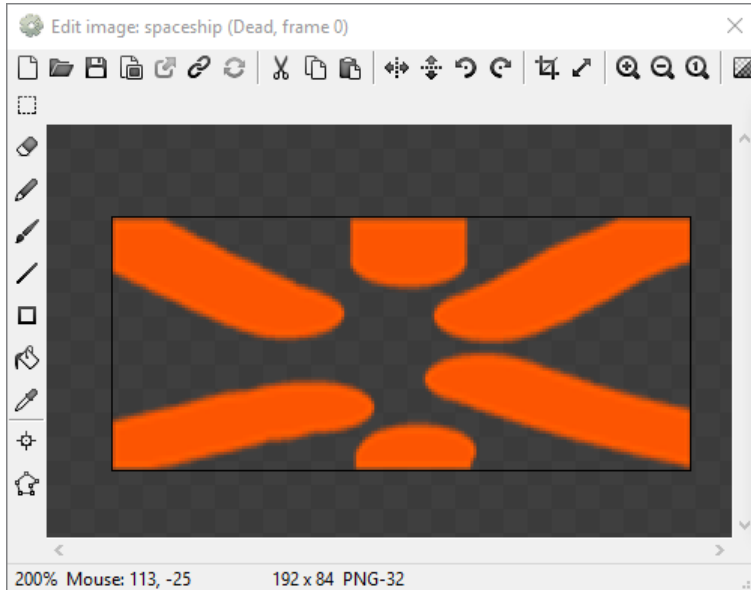 Edit image: spaceship (Dead, frame 0)
200% Mouse: 113, -25 192 x 84 PNG-32